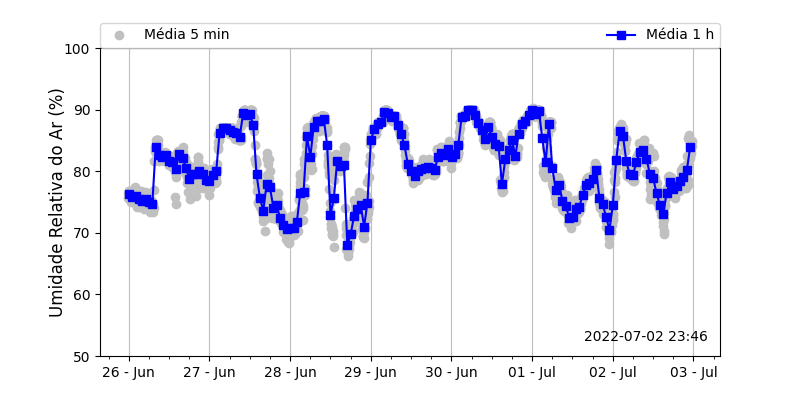 Média 5 min Média 1 h
Umidade Relativa do Ar (%)
100
90
80
70
60
50
2022-07-02 23:46
26 - Jun 27 - Jun 28 - Jun 29 - Jun 30 - Jun 01 - Jul 02 - Jul 03 - Jul